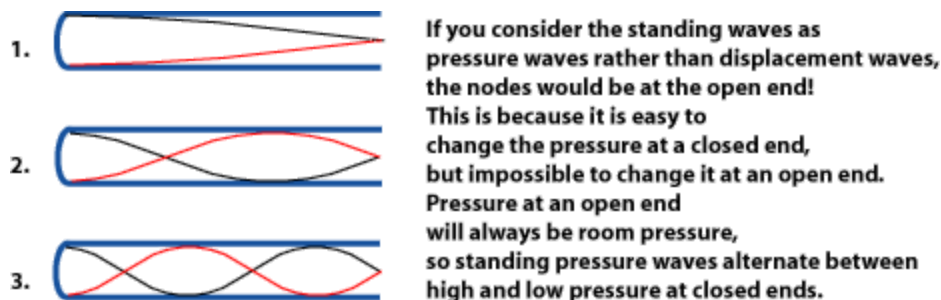 1.
If you consider the standing waves as
pressure waves rather than displacement waves,
the nodes would be at the open end!
This is because it is easy to
2.
change the pressure at a closed end,
but impossible to change it at an open end.
Pressure at an open end
will always be room pressure,
3.
so standing pressure waves alternate between
high and low pressure at closed ends.